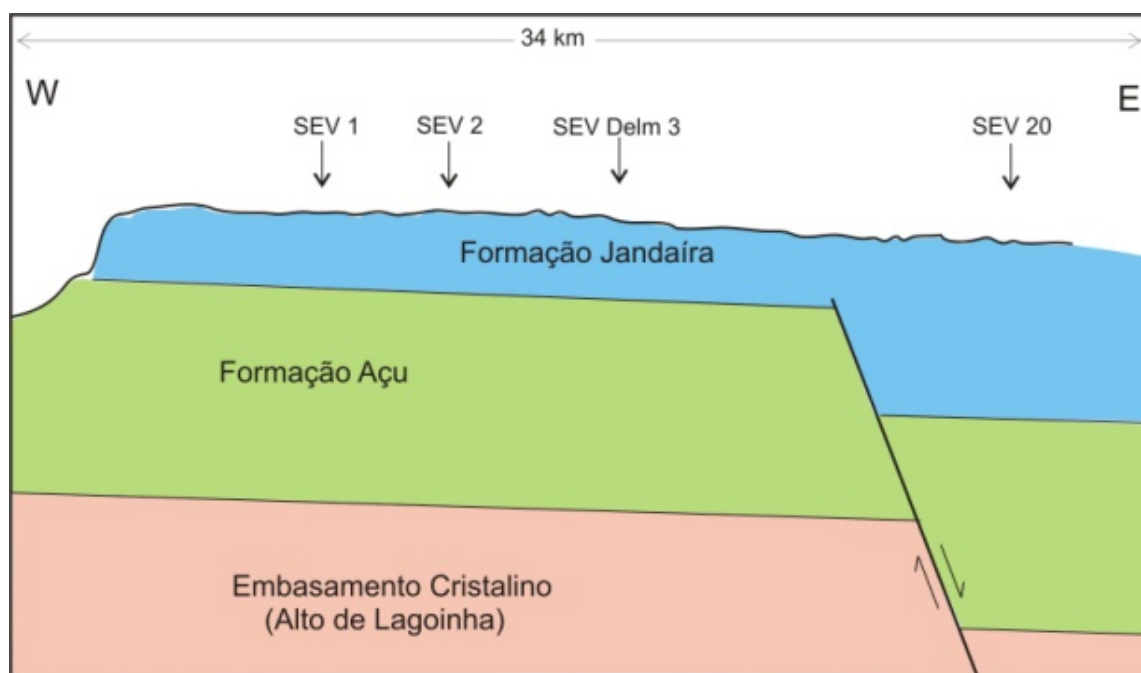 34 km
W
E
SEV 1
SEV 2
SEV Delm 3
SEV 20
Formação Jandaíra
Formação Açu
Embasamento Cristalino
(Alto de Lagoinha)